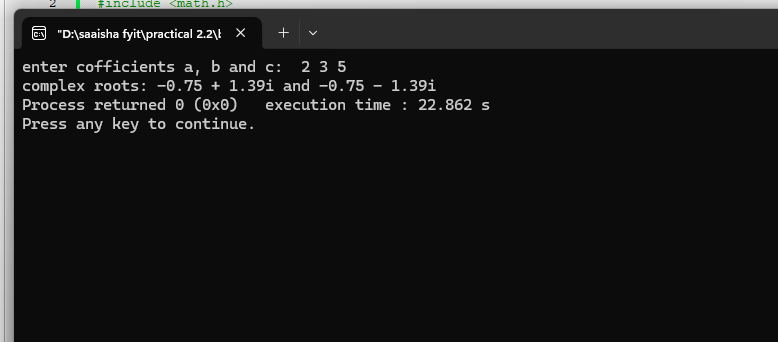 2 #include <math.h>
"D:\saaisha fyit\practical 2.2\b
enter cofficients a, b and c:  2 3 5
complex roots: -0.75 + 1.39i and -0.75 - 1.39i
Process returned 0 (0x0)   execution time : 22.862 s
Press any key to continue.